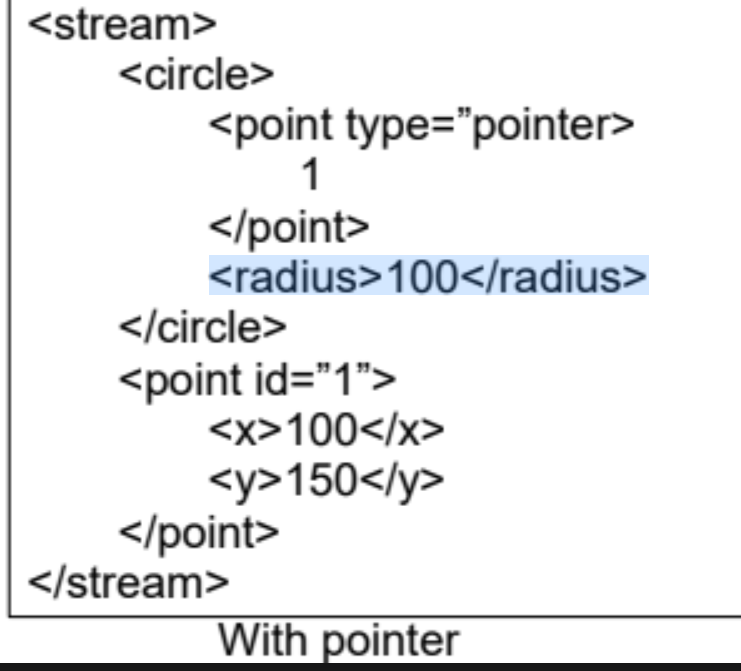 <stream>
<circle>
<point type=”pointer>
1
</point>
<radius>100</radius>
</circle>
<point id=”1”>
<x>100</x>
<y>150</y>
</point>
</stream>
With pointer